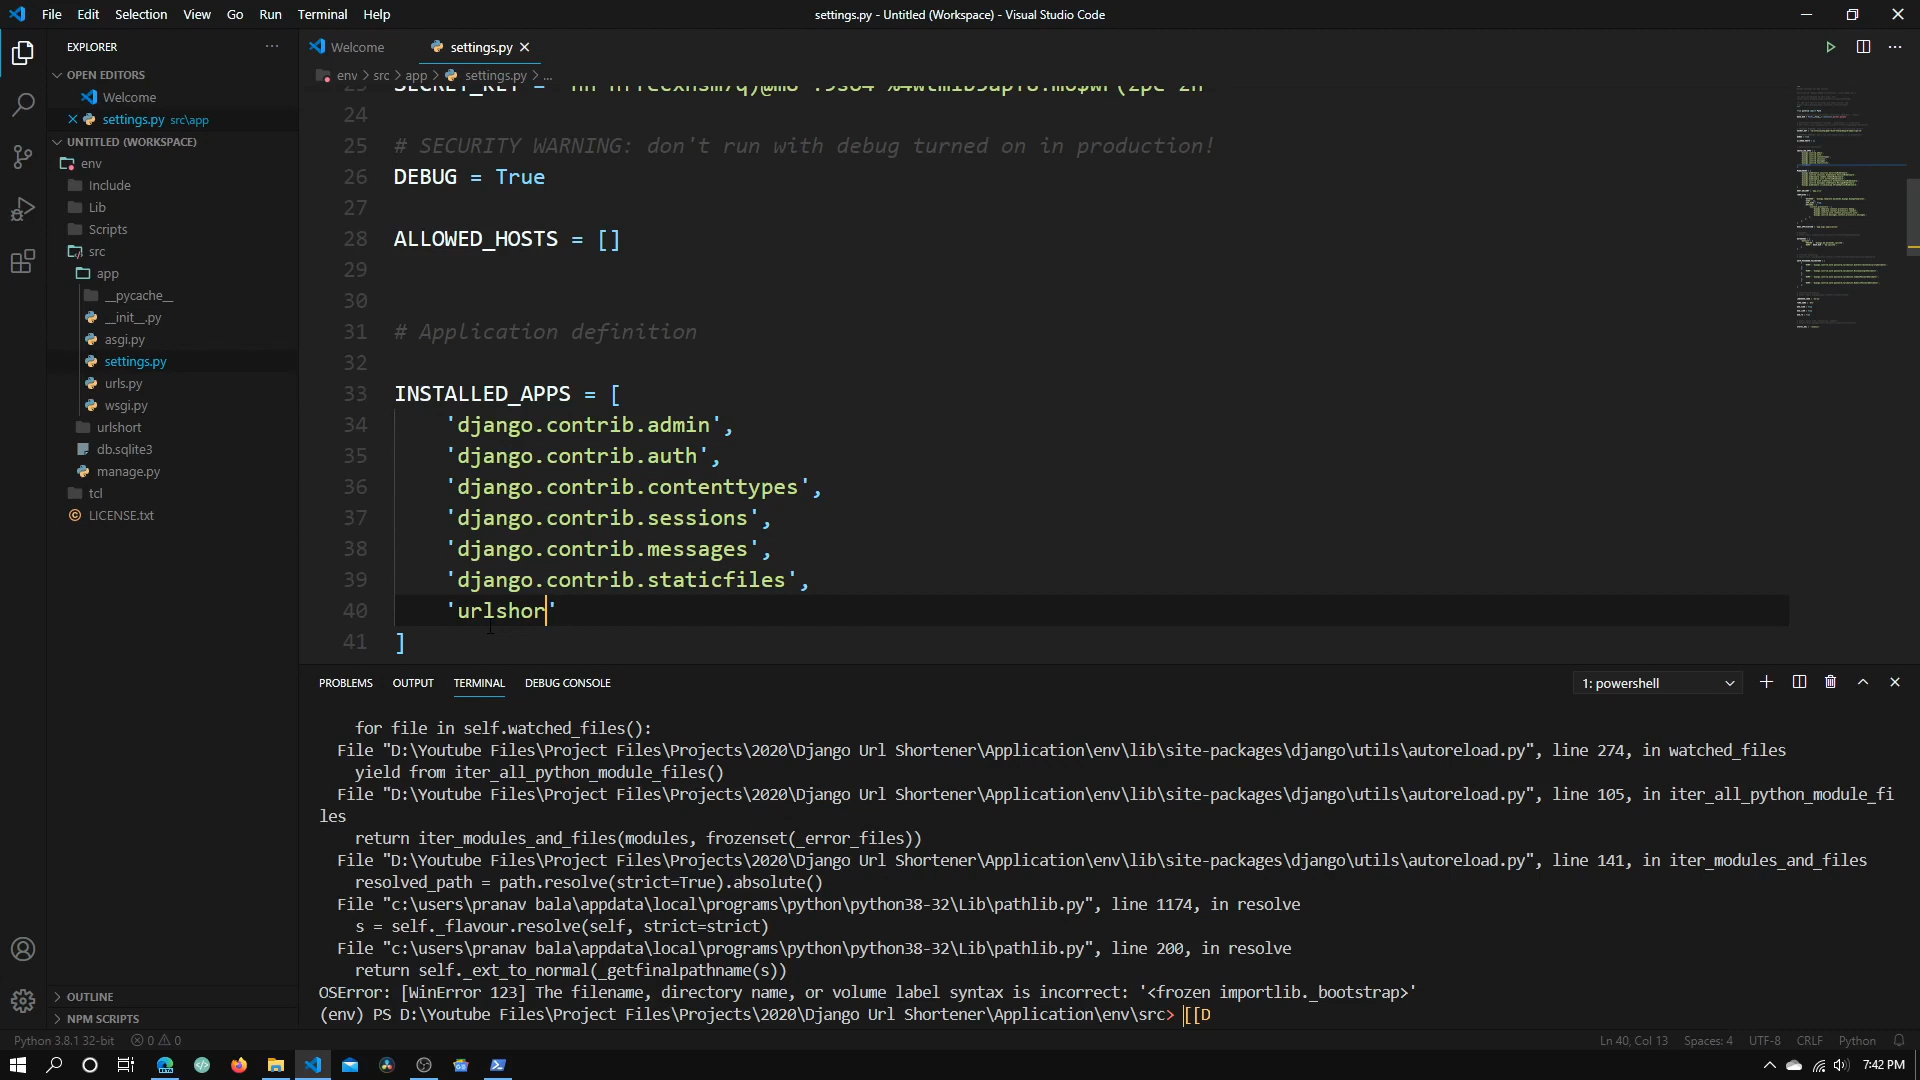 File Edit Selection View Go Run Terminal Help
settings.py - Untitled (Workspace) - Visual Studio Code
EXPLORER
OPEN EDITORS
Welcome
settings.py src\app
UNTITLED (WORKSPACE)
env
Include
Lib
Scripts
src
app
__pycache__
__init__.py
asgi.py
settings.py
urls.py
wsgi.py
urlshort
db.sqlite3
manage.py
tcl
LICENSE.txt
OUTLINE
NPM SCRIPTS
Welcome
settings.py
env > src > app > settings.py > ...
24
25 # SECURITY WARNING: don't run with debug turned on in production!
26 DEBUG = True
27
28 ALLOWED_HOSTS = []
29
30
31 # Application definition
32
33 INSTALLED_APPS = [
34 'django.contrib.admin',
35 'django.contrib.auth',
36 'django.contrib.contenttypes',
37 'django.contrib.sessions',
38 'django.contrib.messages',
39 'django.contrib.staticfiles',
40 'urlshor'
41 ]
PROBLEMS OUTPUT TERMINAL DEBUG CONSOLE
1: powershell
for file in self.watched_files():
File "D:\Youtube Files\Project Files\Projects\2020\Django Url Shortener\Application\env\lib\site-packages\django\utils\autoreload.py", line 274, in watched_files
yield from iter_all_python_module_files()
File "D:\Youtube Files\Project Files\Projects\2020\Django Url Shortener\Application\env\lib\site-packages\django\utils\autoreload.py", line 105, in iter_all_python_module_fi
les
return iter_modules_and_files(modules, frozenset(_error_files))
File "D:\Youtube Files\Project Files\Projects\2020\Django Url Shortener\Application\env\lib\site-packages\django\utils\autoreload.py", line 141, in iter_modules_and_files
resolved_path = path.resolve(strict=True).absolute()
File "c:\users\pranav bala\appdata\local\programs\python\python38-32\Lib\pathlib.py", line 1174, in resolve
s = self._flavour.resolve(self, strict=strict)
File "c:\users\pranav bala\appdata\local\programs\python\python38-32\Lib\pathlib.py", line 200, in resolve
return self._ext_to_normal(_getfinalpathname(s))
OSError: [WinError 123] The filename, directory name, or volume label syntax is incorrect: '<frozen importlib._bootstrap>'
(env) PS D:\Youtube Files\Project Files\Projects\2020\Django Url Shortener\Application\env\src> [[D
Python 3.8.1 32-bit 0 0
Ln 40, Col 13 Spaces: 4 UTF-8 CRLF Python
7:42 PM